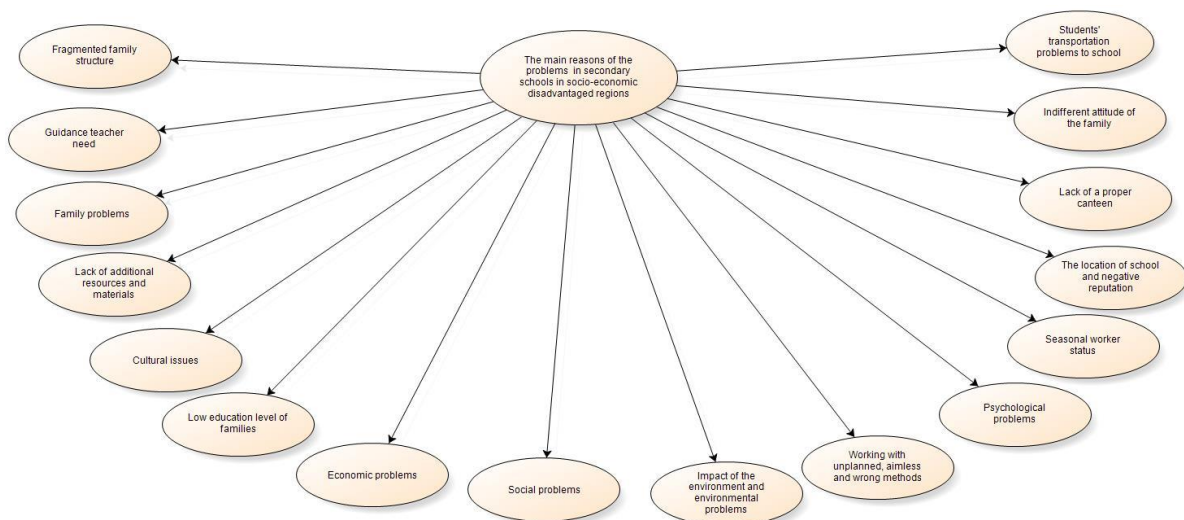 The main reasons of the
problems in secondary
schools in socio-economic
disadvantaged regions
Fragmented family
structure
Guidance teacher
need
Family problems
Lack of additional
resources and
materials
Cultural issues
Low education level of
families
Economic problems
Social problems
Impact of the
environment and
environmental
problems
Working with
unplanned, aimless
and wrong methods
Psychological
problems
Seasonal worker
status
The location of school
and negative
reputation
Lack of a proper
canteen
Indifferent attitude of
the family
Students'
transportation
problems to school